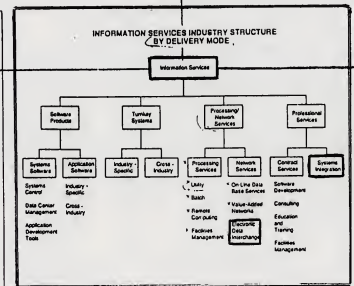 INFORMATION SERVICES INDUSTRY STRUCTURE
BY DELIVERY MODE
Information Services
Software
Products
Turnkey
Systems
Processing/
Network
Services
Professional
Services
Systems
Software
Application
Software
Industry -
Specific
Cross -
Industry
Processing
Services
Network
Services
Contract
Services
Systems
Integration
Systems
Control
Data Center
Management
Application
Development
Tools
Industry -
Specific
Cross -
Industry
Utility
Batch
Remote
Computing
Facilities
Management
On Line Data
Base Services
Value-Added
Networks
Electronic
Data
Interchange
Software
Development
Consulting
Education
and
Training
Facilities
Management